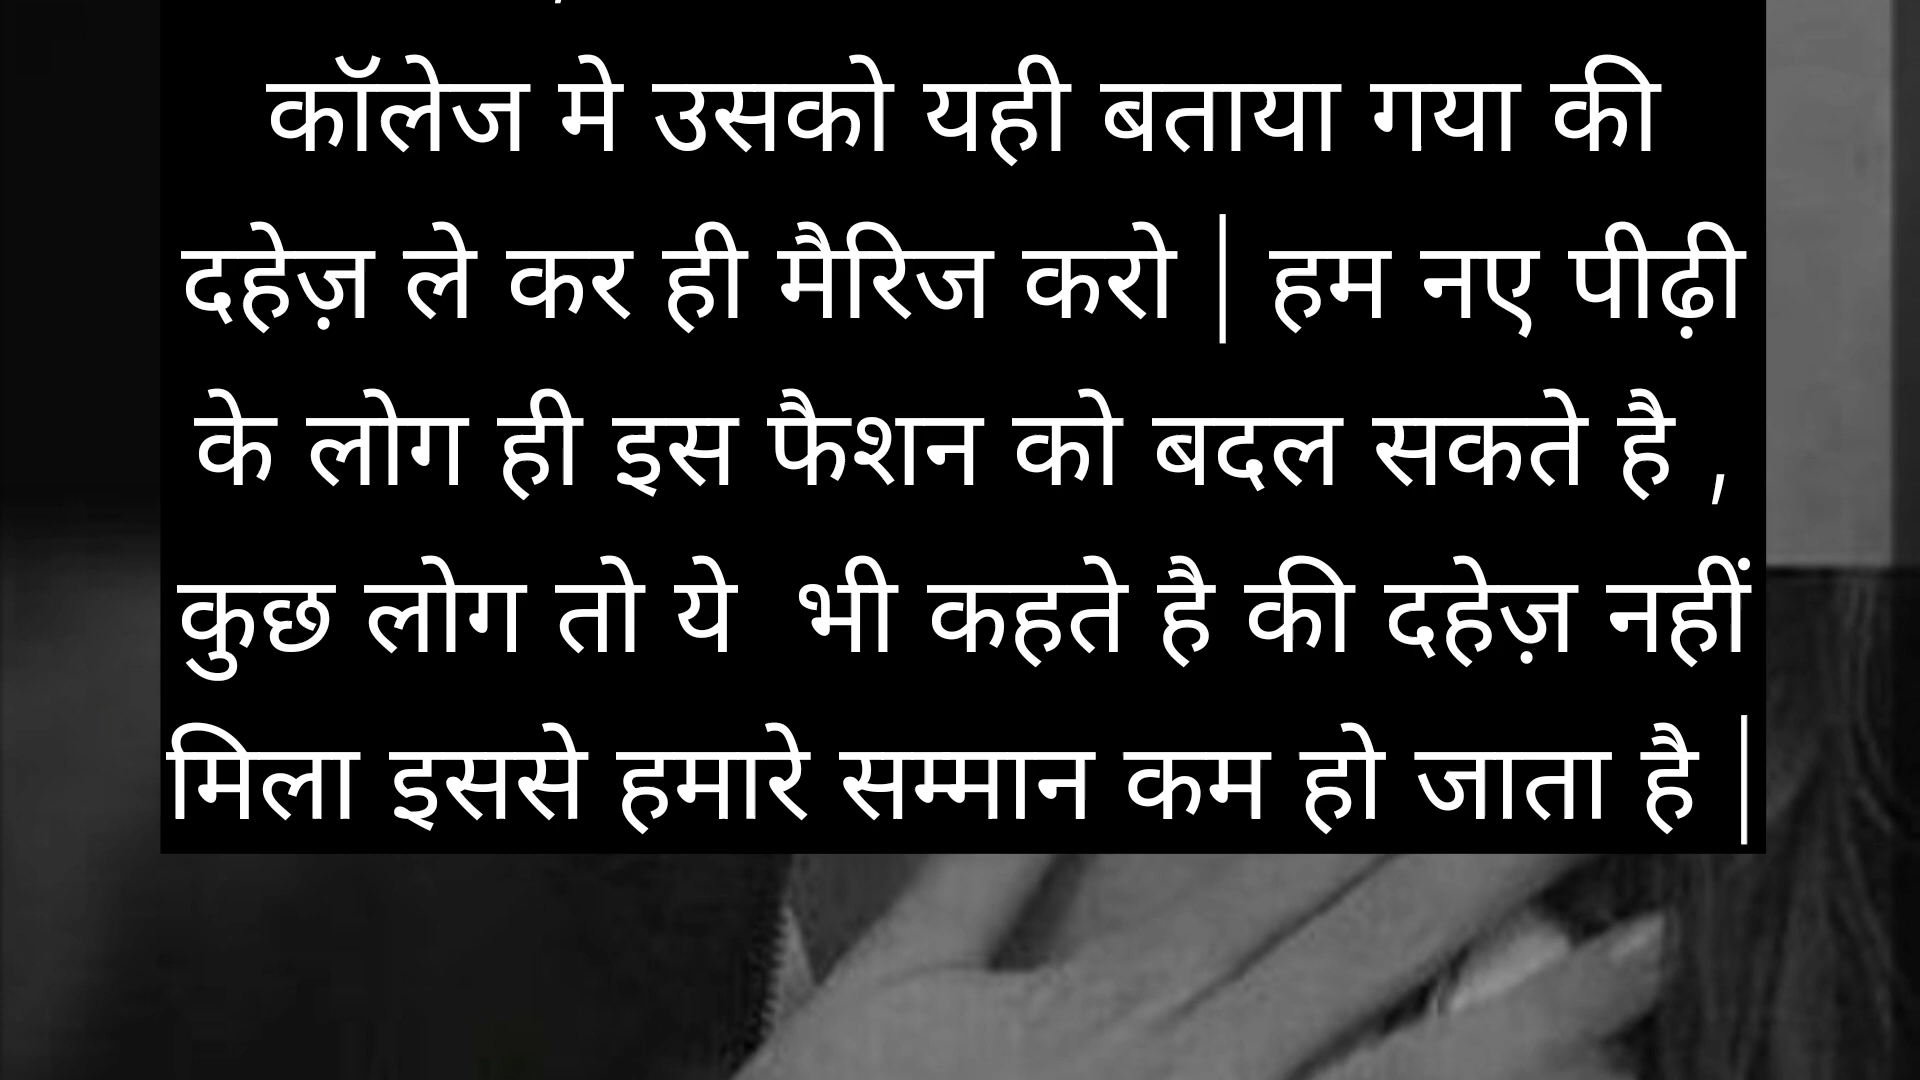 कॉलेज मे उसको यही बताया गया की
दहेज़ ले कर ही मैरिज करो | हम नए पीढ़ी
के लोग ही इस फैशन को बदल सकते है ,
कुछ लोग तो ये  भी कहते है की दहेज़ नहीं
मिला इससे हमारे सम्मान कम हो जाता है |